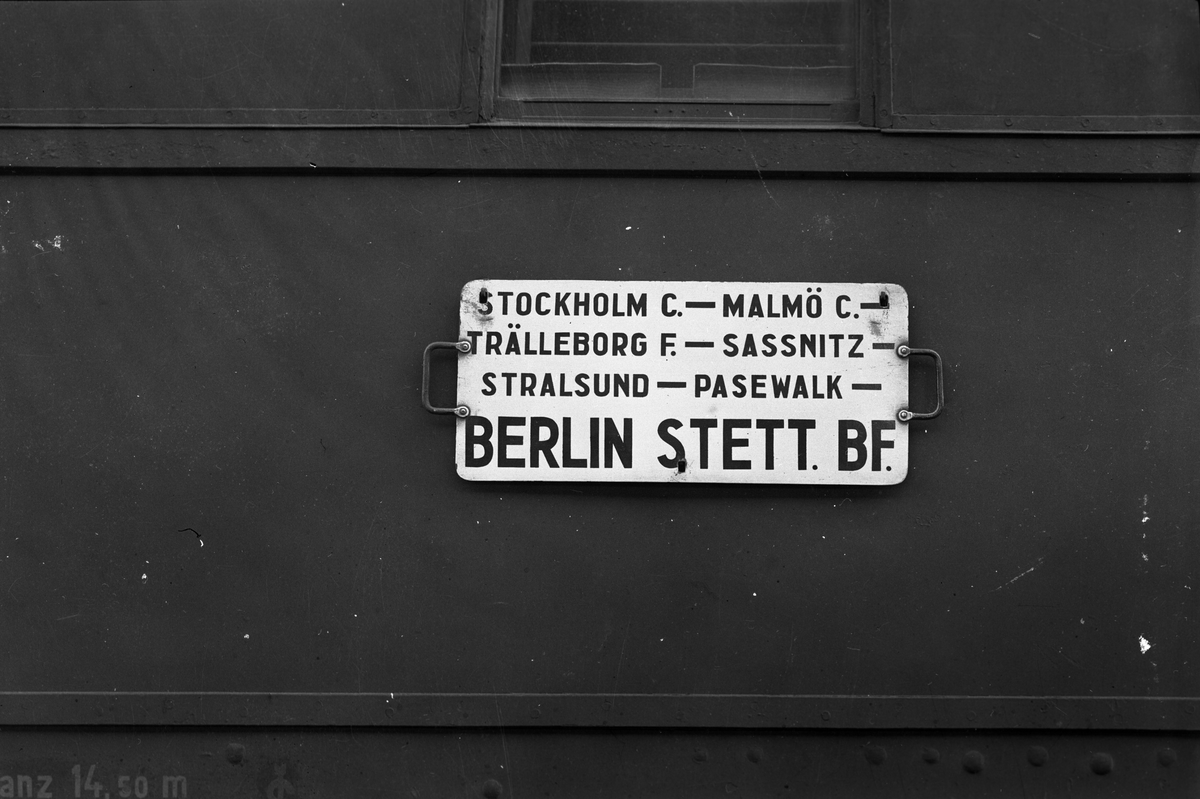 STOCKHOLM C. — MALMÖ C. —
TRÄLLEBORG F. — SASSNITZ —
STRALSUND — PASEWALK —
BERLIN STETT. BF.
anz 14,50 m